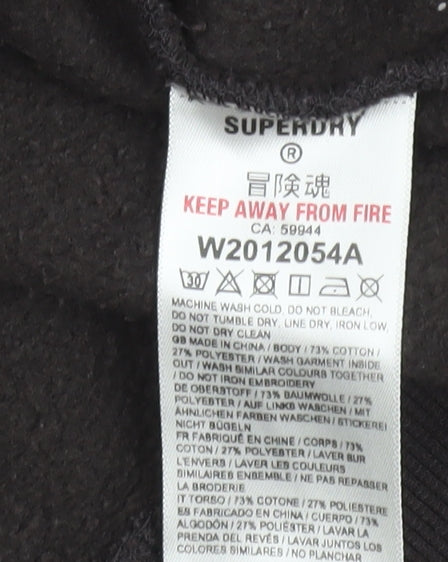 SUPERDRY
®
冒険魂
KEEP AWAY FROM FIRE
CA: 59944
W2012054A
30
MACHINE WASH COLD, DO NOT BLEACH,
DO NOT TUMBLE DRY, LINE DRY, IRON LOW,
DO NOT DRY CLEAN
GB MADE IN CHINA / BODY / 73% COTTON /
27% POLYESTER / WASH GARMENT INSIDE
OUT / WASH SIMILAR COLOURS TOGETHER
/ DO NOT IRON EMBROIDERY
DE OBERSTOFF / 73% BAUMWOLLE / 27%
POLYESTER / AUF LINKS WASCHEN / MIT
ÄHNLICHEN FARBEN WASCHEN / STICKEREI
NICHT BÜGELN
FR FABRIQUÉ EN CHINE / CORPS / 73%
COTON / 27% POLYESTER / LAVER SUR
L'ENVERS / LAVER LES COULEURS
SIMILAIRES ENSEMBLE / NE PAS REPASSER
LA BRODERIE
IT TORSO / 73% COTONE / 27% POLIESTERE
ES FABRICADO EN CHINA / CUERPO / 73%
ALGODÓN / 27% POLIÉSTER / LAVAR LA
PRENDA DEL REVÉS / LAVAR JUNTOS LOS
COLORES SIMILARES / NO PLANCHAR